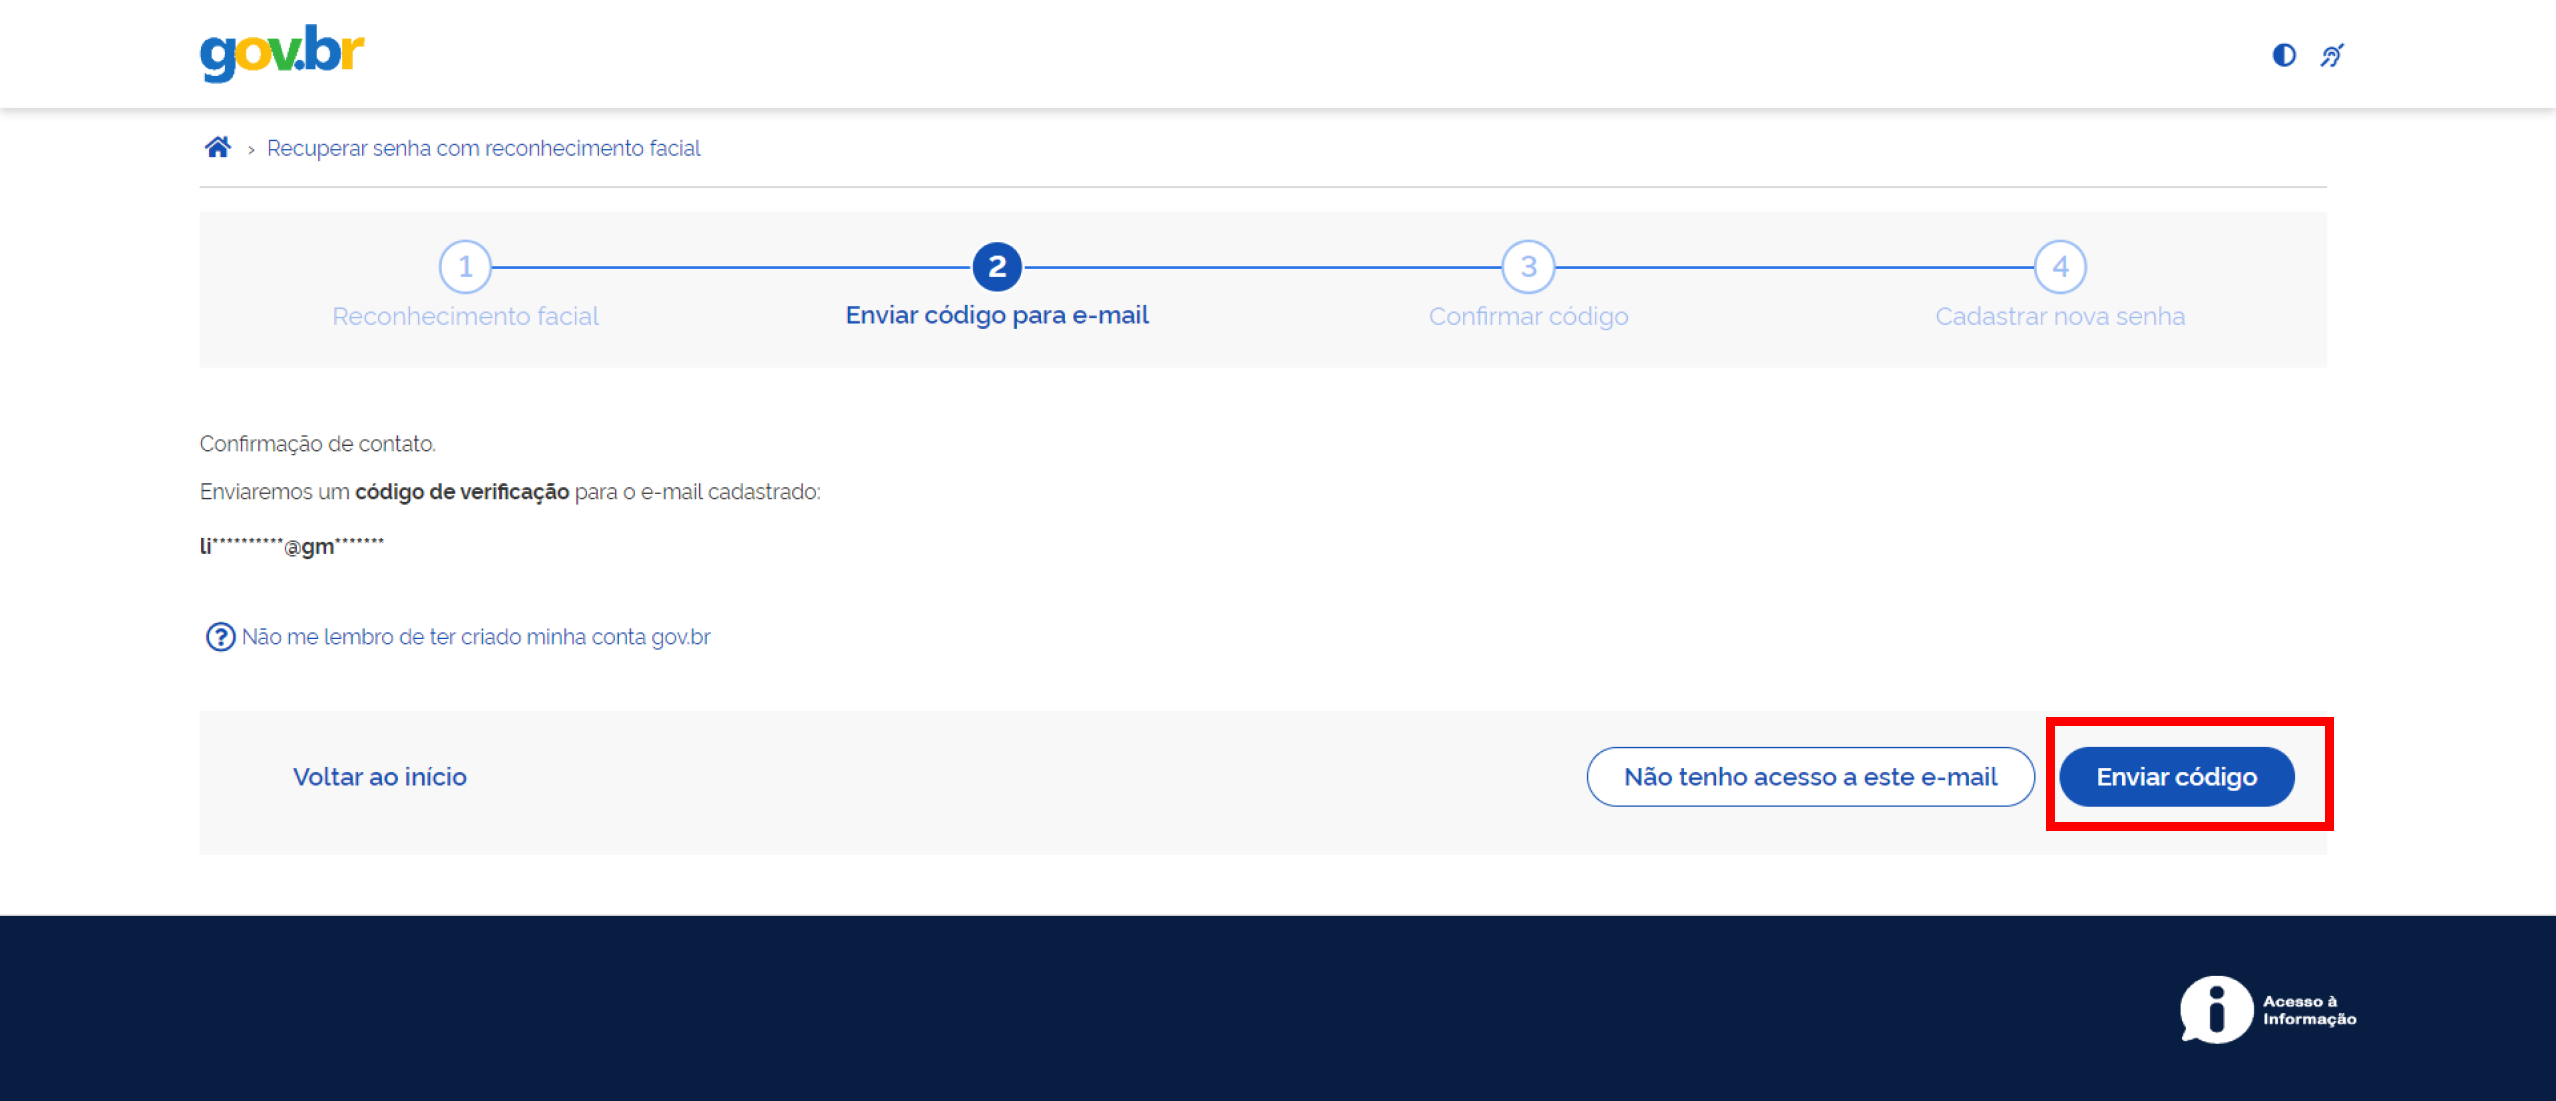 gov.br
Recuperar senha com reconhecimento facial
1
2
3
4
Reconhecimento facial
Enviar código para e-mail
Confirmar código
Cadastrar nova senha
Confirmação de contato.
Enviaremos um código de verificação para o e-mail cadastrado:
li**********@gm*******
Não me lembro de ter criado minha conta gov.br
Voltar ao início
Não tenho acesso a este e-mail
Enviar código
Acesso à
Informação